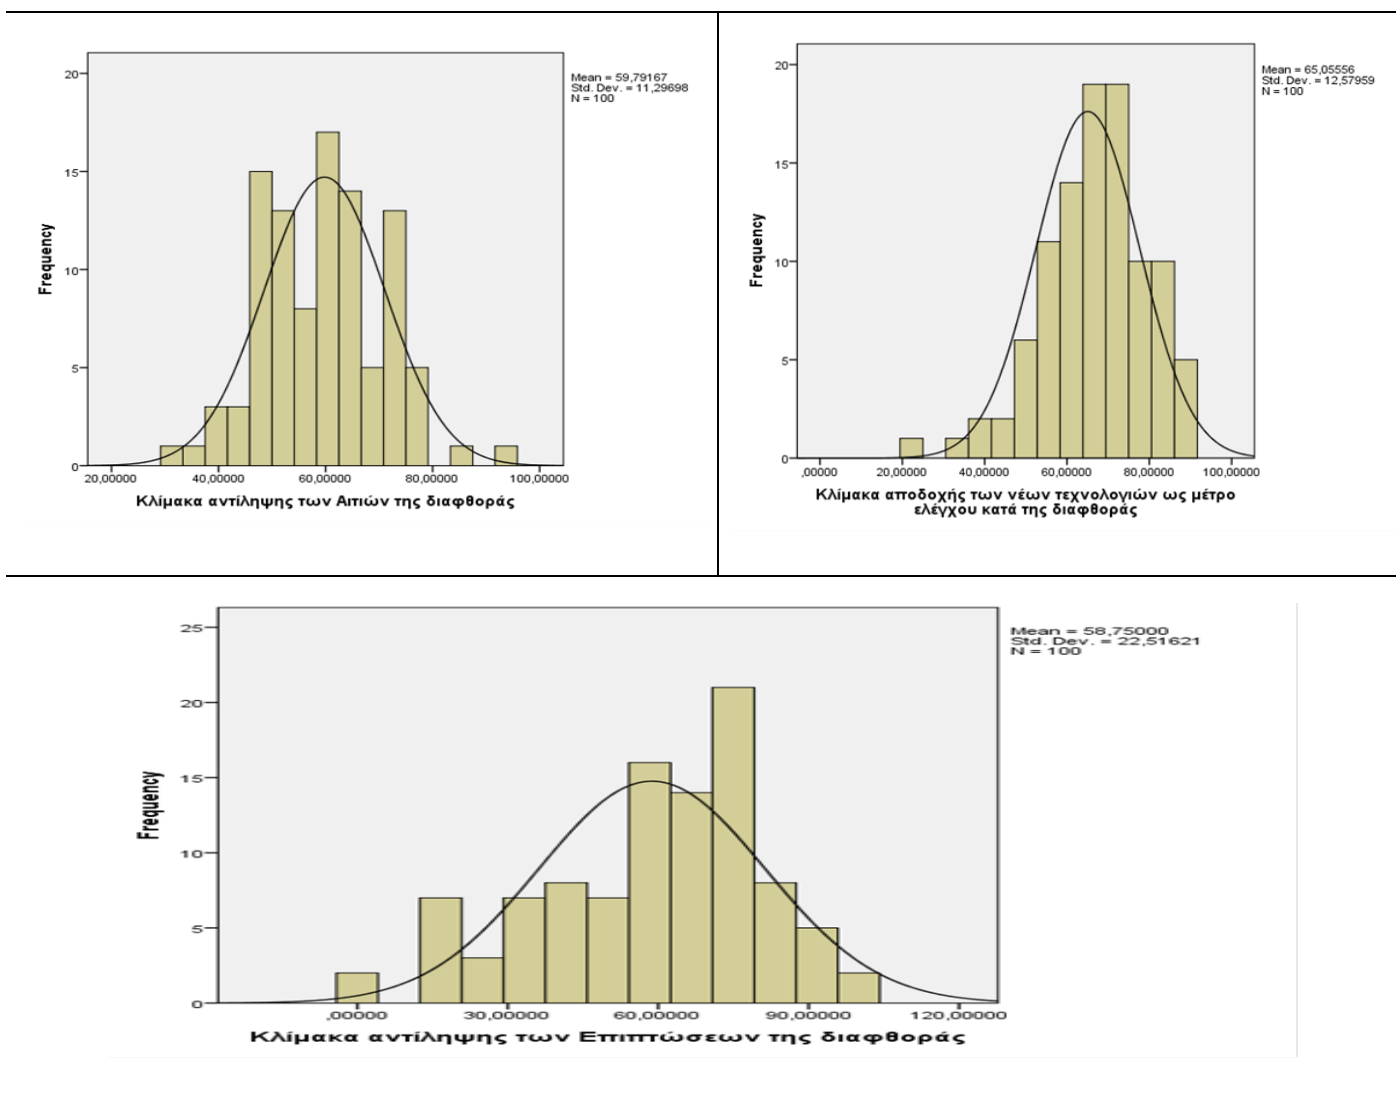 Mean = 59,79167
Std. Dev. = 11,29698
N = 100
20
15
10
5
0
Frequency
20,00000 40,00000 60,00000 80,00000 100,00000
Κλίμακα αντίληψης των Αιτιών της διαφθοράς
Mean = 65,05556
Std. Dev. = 12,57959
N = 100
20
15
10
5
0
Frequency
,00000 20,00000 40,00000 60,00000 80,00000 100,00000
Κλίμακα αποδοχής των νέων τεχνολογιών ως μέτρο
ελέγχου κατά της διαφθοράς
Mean = 58,75000
Std. Dev. = 22,51621
N = 100
25
20
15
10
5
0
Frequency
,00000 30,00000 60,00000 90,00000 120,00000
Κλίμακα αντίληψης των Επιπτώσεων της διαφθοράς